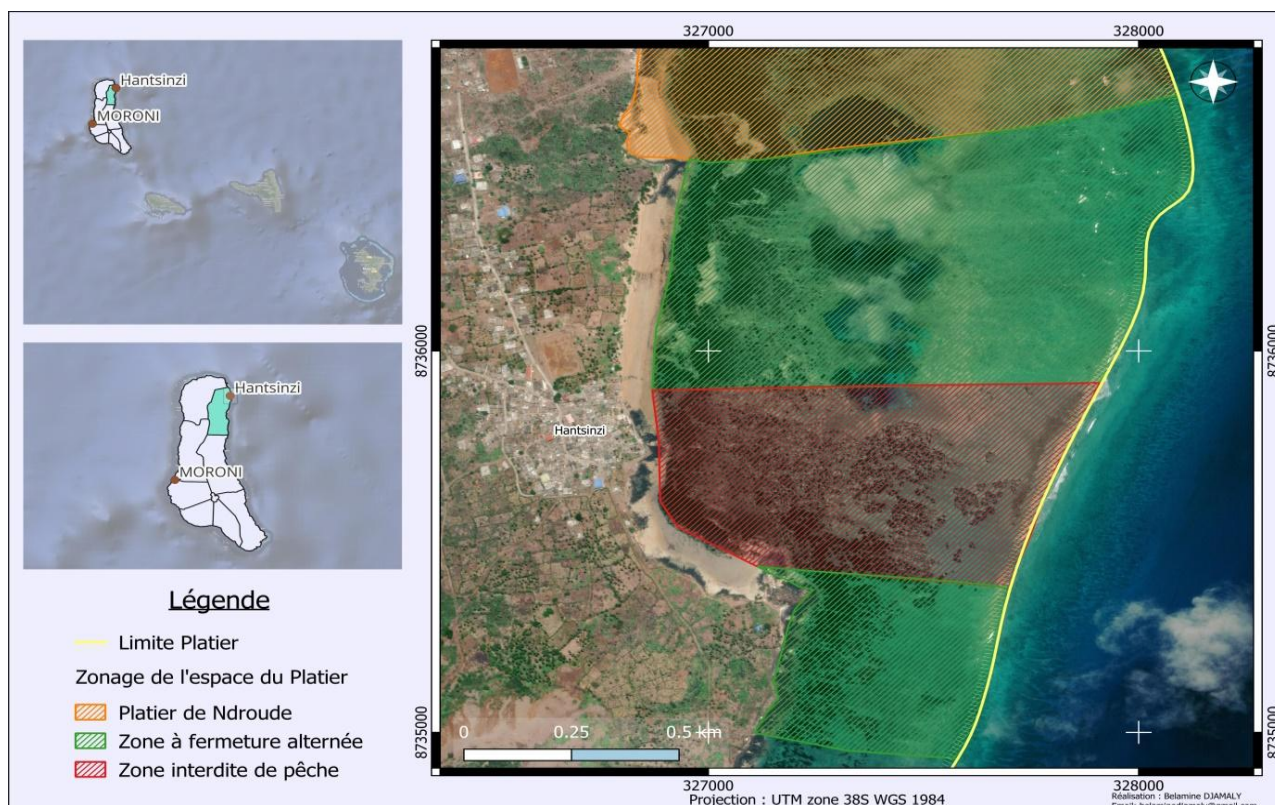 Hantsinzi
MORONI
Hantsinzi
MORONI
Légende
Limite Platier
Zonage de l'espace du Platier
Platier de Ndroude
Zone à fermeture alternée
Zone interdite de pêche
327000
328000
8736000
8736000
Hantsinzi
8735000
8735000
0 0.25 0.5 km
327000
328000
Projection : UTM zone 38S WGS 1984
Réalisation : Belamine DJAMALY